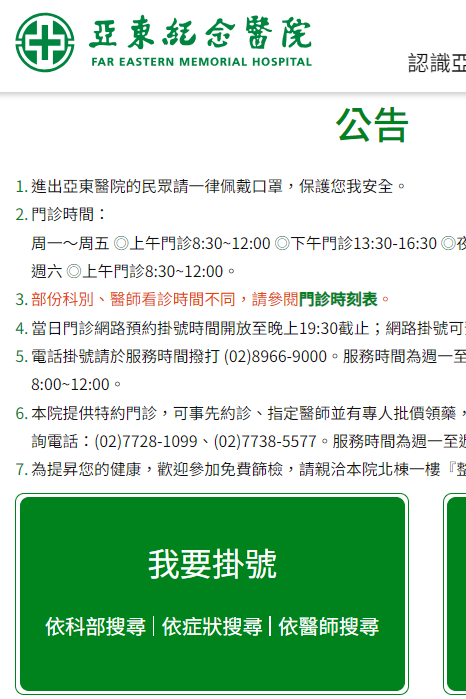 亞東紀念醫院
FAR EASTERN MEMORIAL HOSPITAL
認識亞
公告
1. 進出亞東醫院的民眾請一律佩戴口罩，保護您我安全。
2. 門診時間：
周一～周五 ◎上午門診8:30~12:00 ◎下午門診13:30-16:30 ◎夜
週六 ◎上午門診8:30~12:00。
3. 部份科別、醫師看診時間不同，請參閱門診時刻表。
4. 當日門診網路預約掛號時間開放至晚上19:30截止；網路掛號可
5. 電話掛號請於服務時間撥打 (02)8966-9000。服務時間為週一至
8:00~12:00。
6. 本院提供特約門診，可事先約診、指定醫師並有專人批價領藥，
詢電話：(02)7728-1099、(02)7738-5577。服務時間為週一至週
7. 為提昇您的健康，歡迎參加免費篩檢，請親洽本院北棟一樓『整
我要掛號
依科部搜尋 | 依症狀搜尋 | 依醫師搜尋